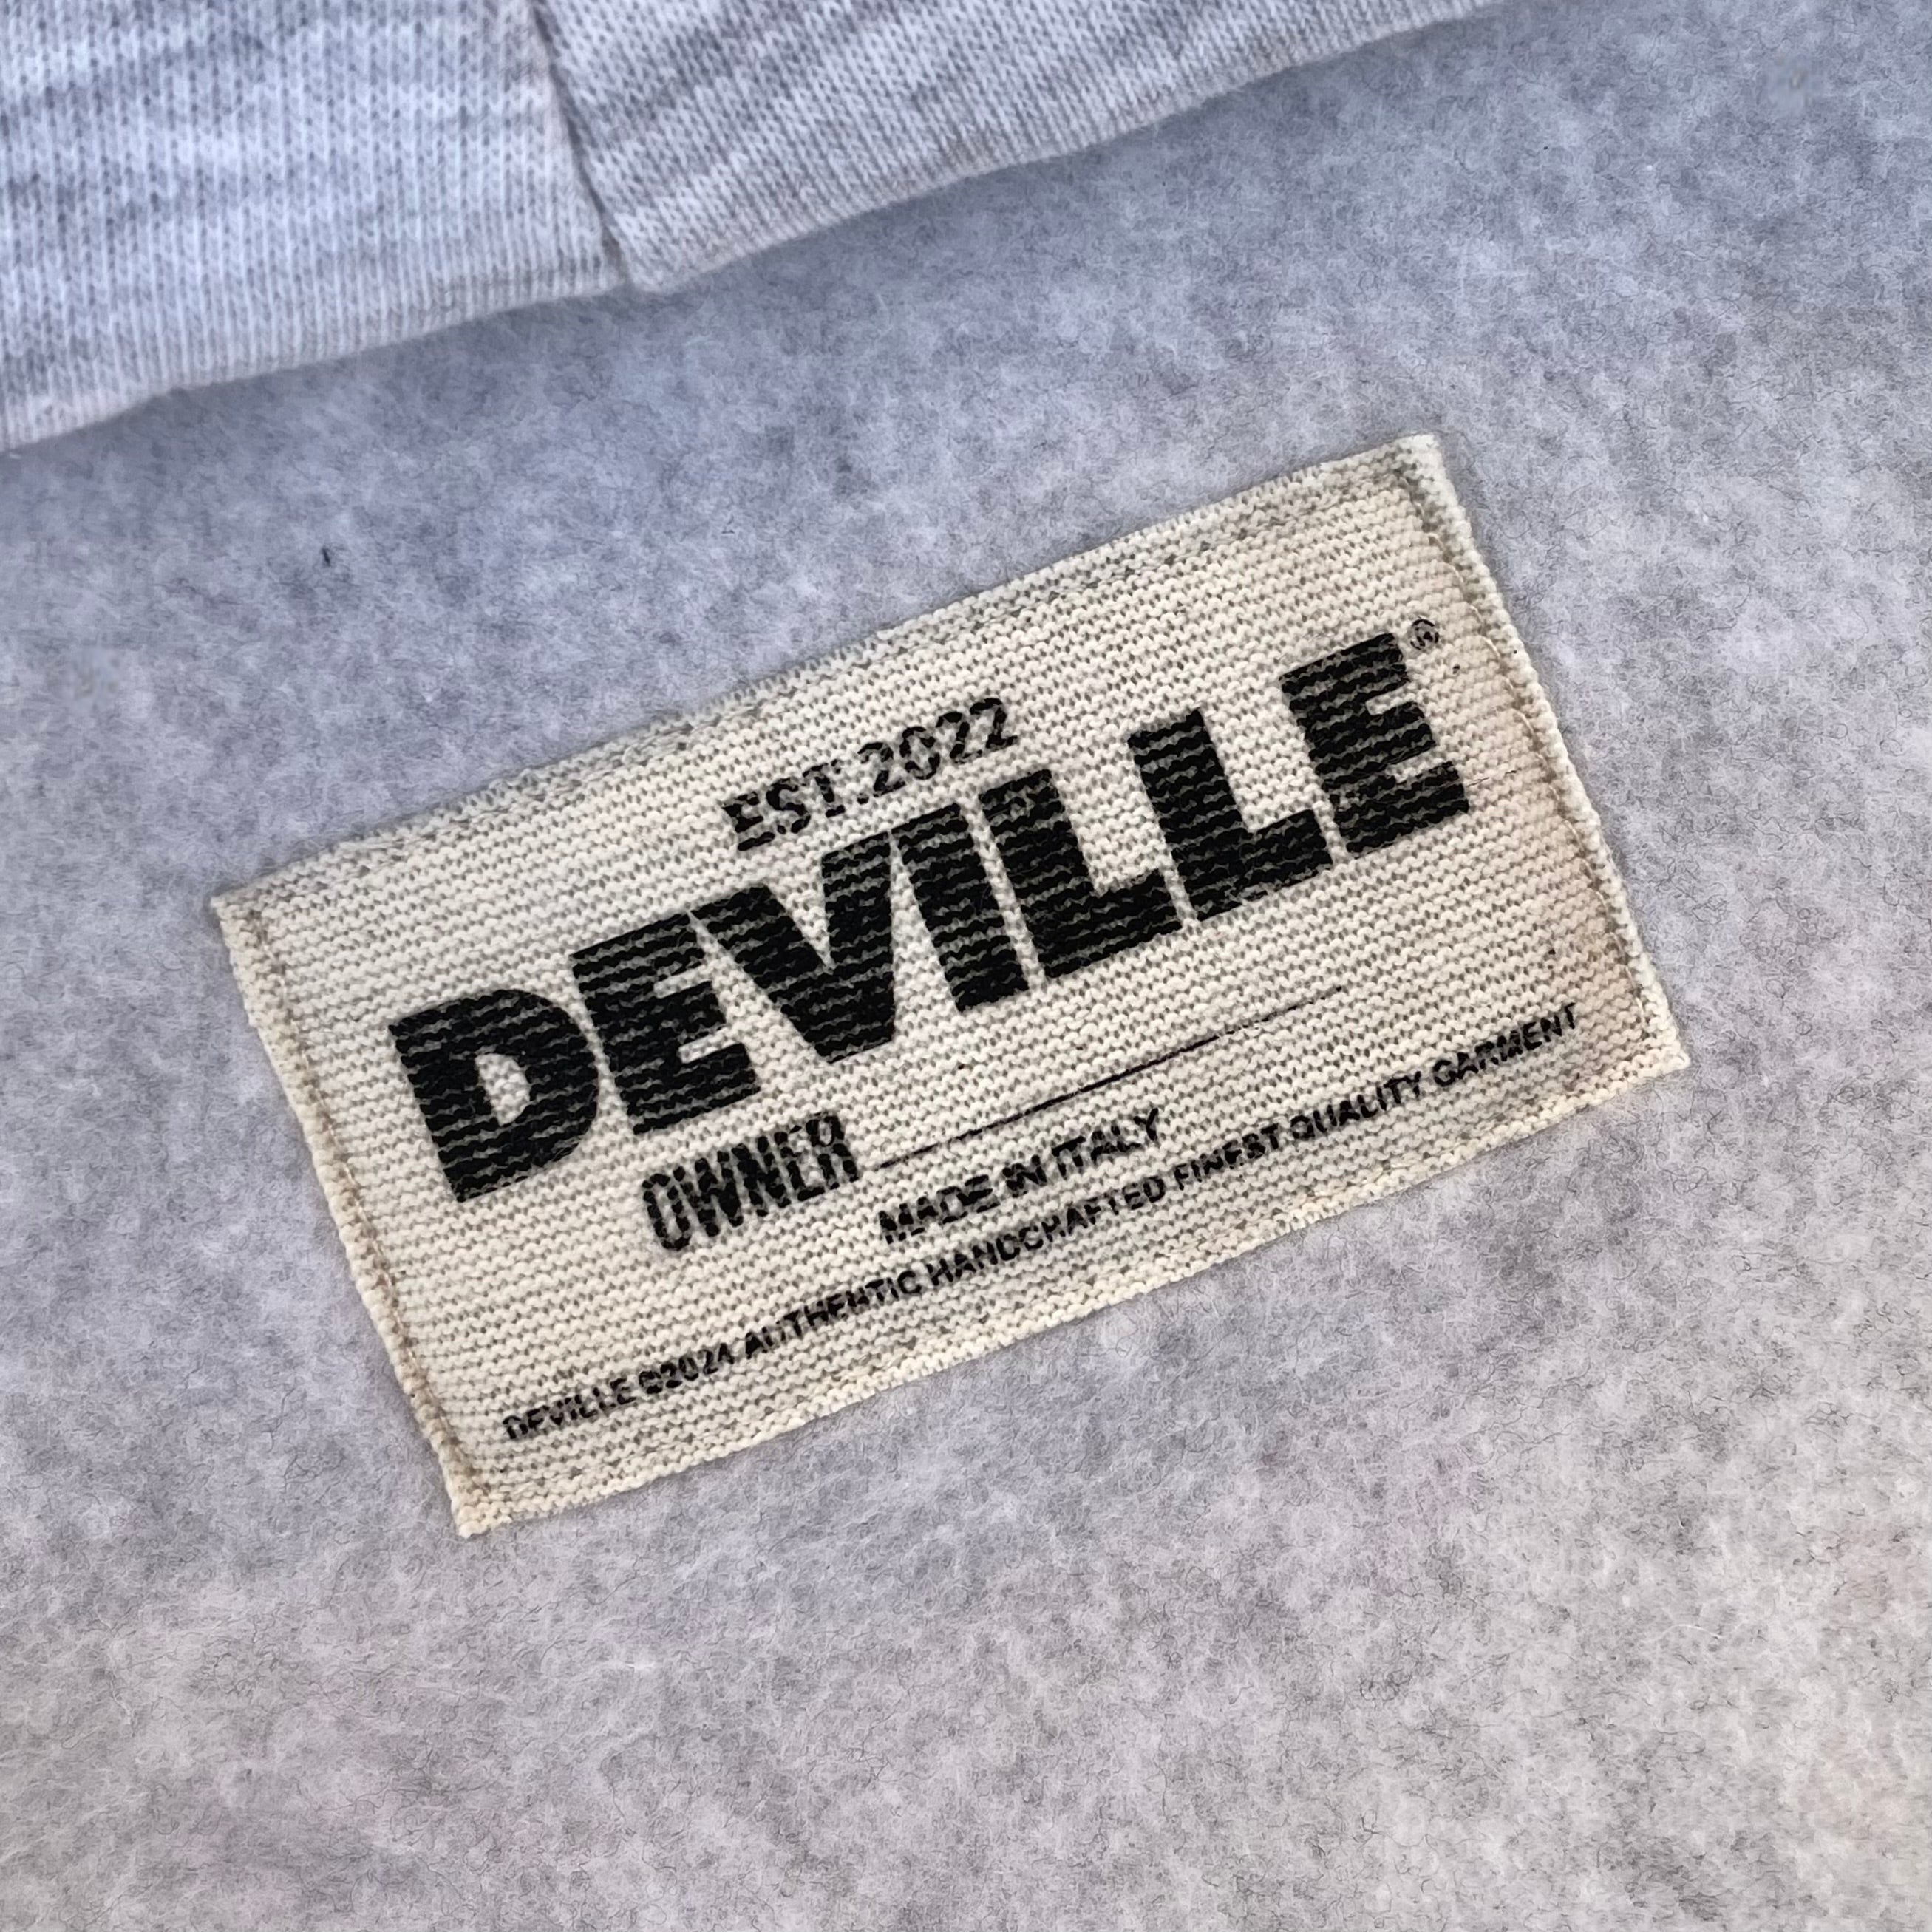 EST.2022
DEVILLE®
OWNER
MADE IN ITALY
DEVILLE ©2024 AUTHENTIC HANDCRAFTED FINEST QUALITY GARMENT